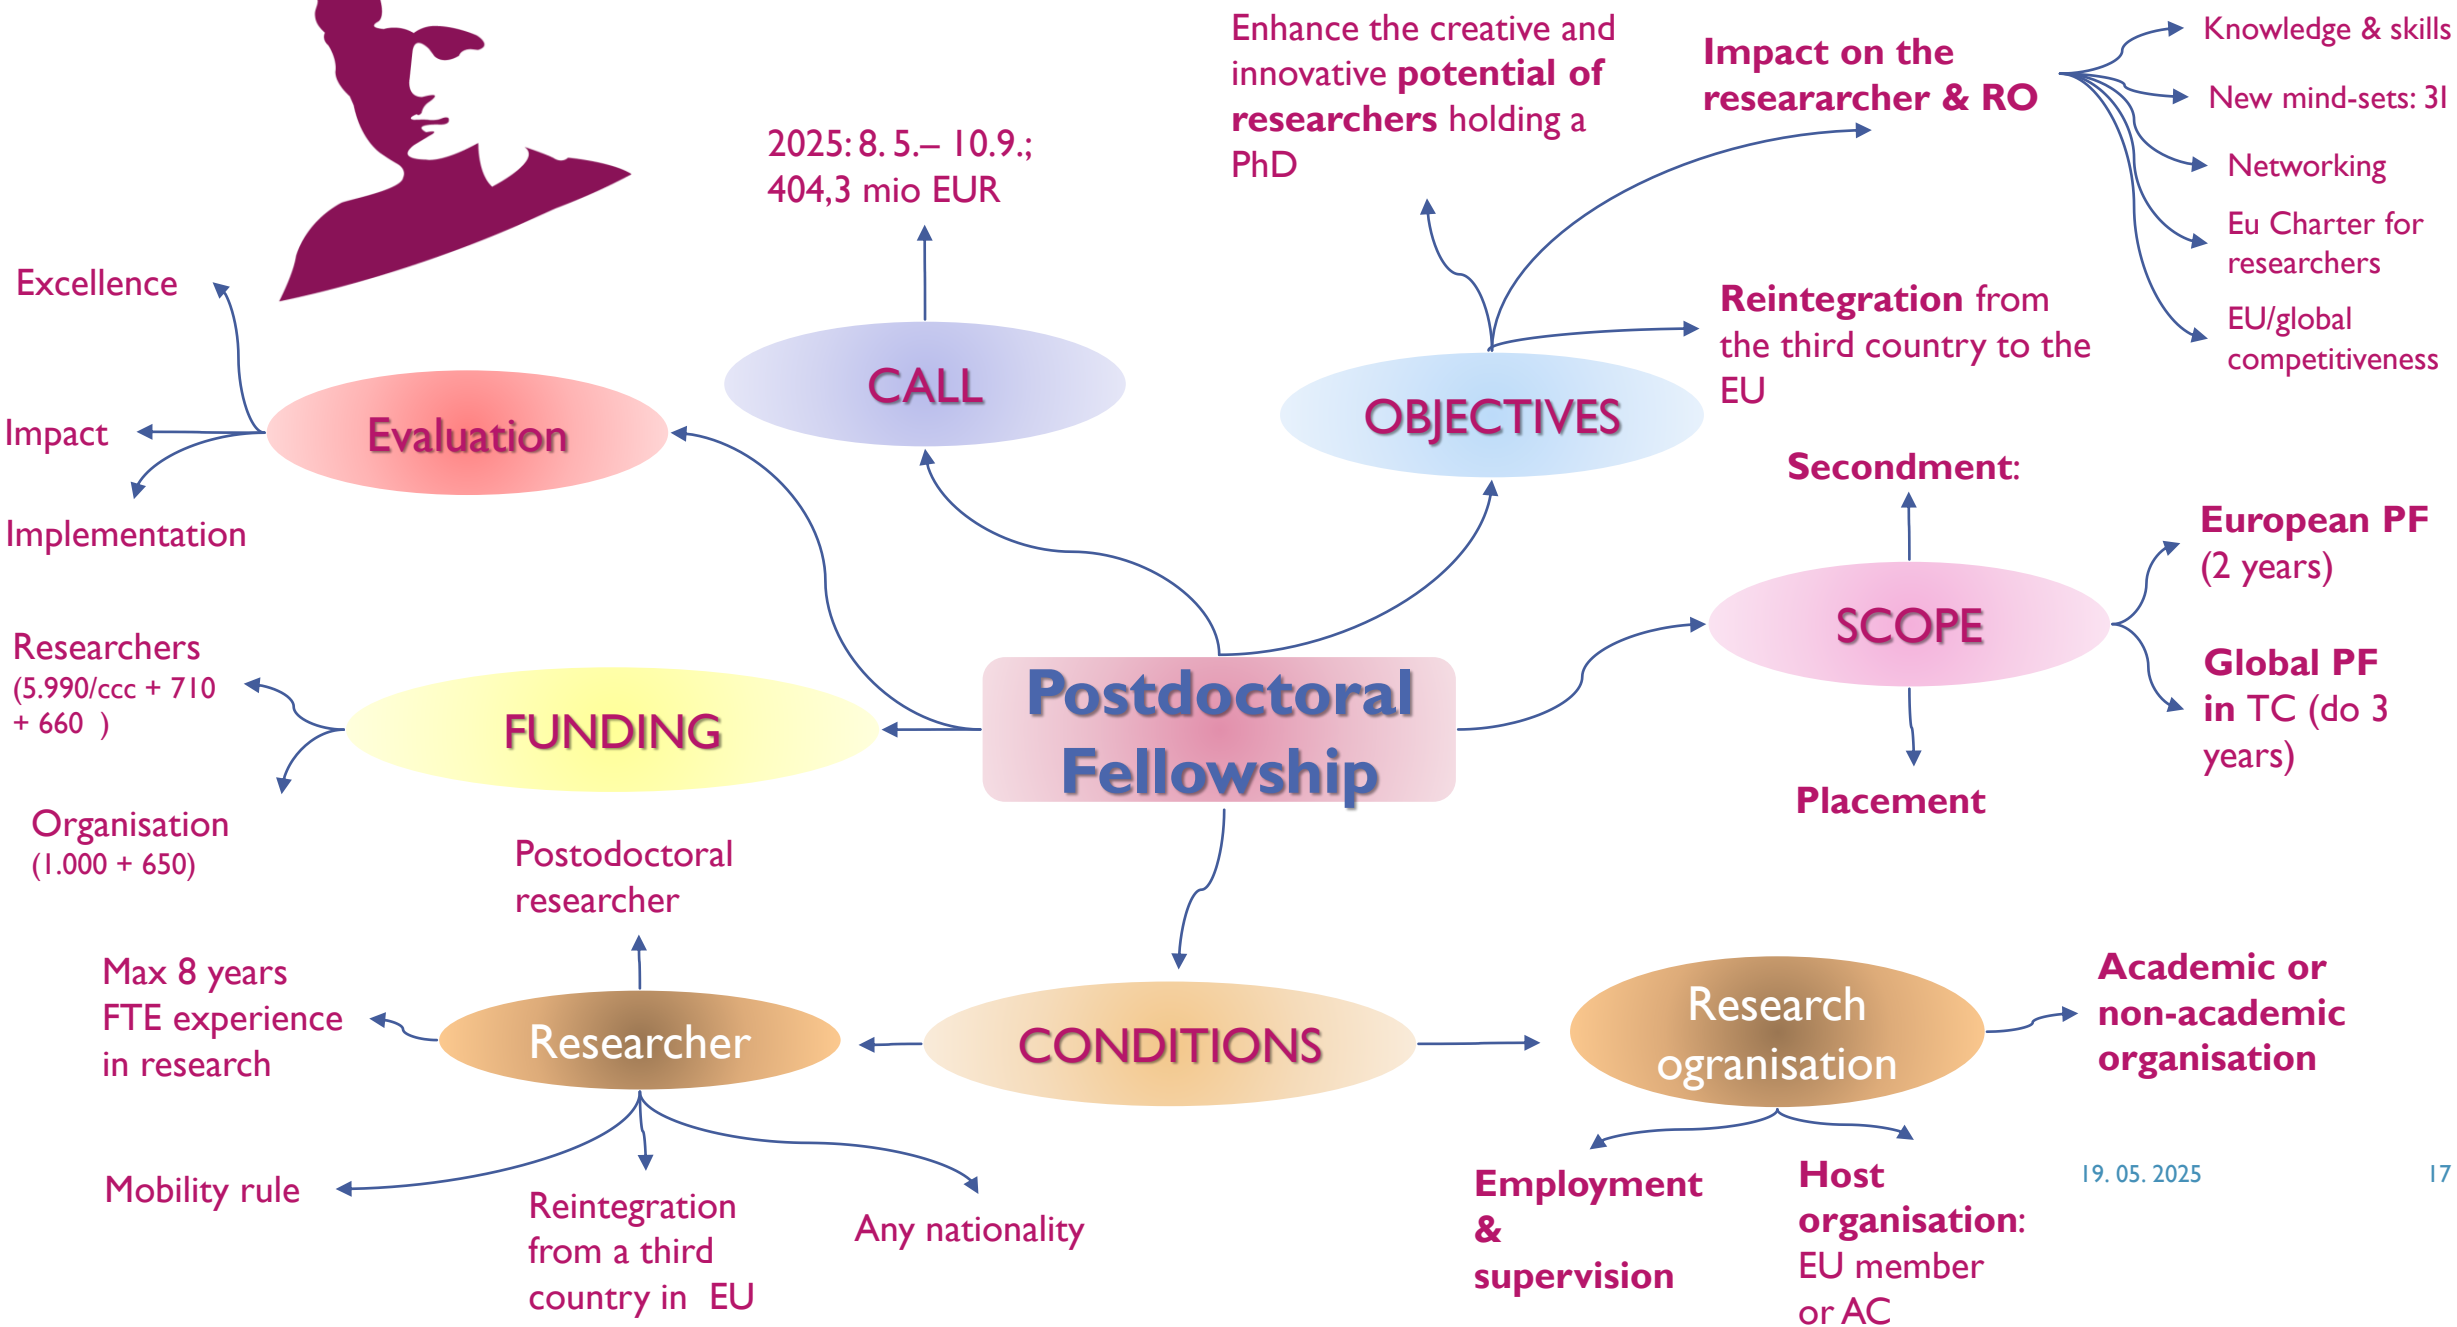 Enhance the creative and
innovative potential of
researchers holding a
PhD
Impact on the
researarcher & RO
Knowledge & skills
New mind-sets: 3I
Networking
Eu Charter for
researchers
EU/global
competitiveness
2025: 8. 5.– 10.9.;
404,3 mio EUR
Reintegration from
the third country to the
EU
Excellence
Impact
Implementation
Evaluation
CALL
OBJECTIVES
Secondment:
European PF
(2 years)
SCOPE
Global PF
in TC (do 3
years)
Placement
Researchers
(5.990/ccc + 710
+ 660 )
FUNDING
Organisation
(1.000 + 650)
Postdoctoral
Fellowship
Postodoctoral
researcher
Max 8 years
FTE experience
in research
Researcher
CONDITIONS
Research
ogranisation
Academic or
non-academic
organisation
Mobility rule
Reintegration
from a third
country in EU
Any nationality
Employment
&
supervision
Host
organisation:
EU member
or AC
19. 05. 2025
17